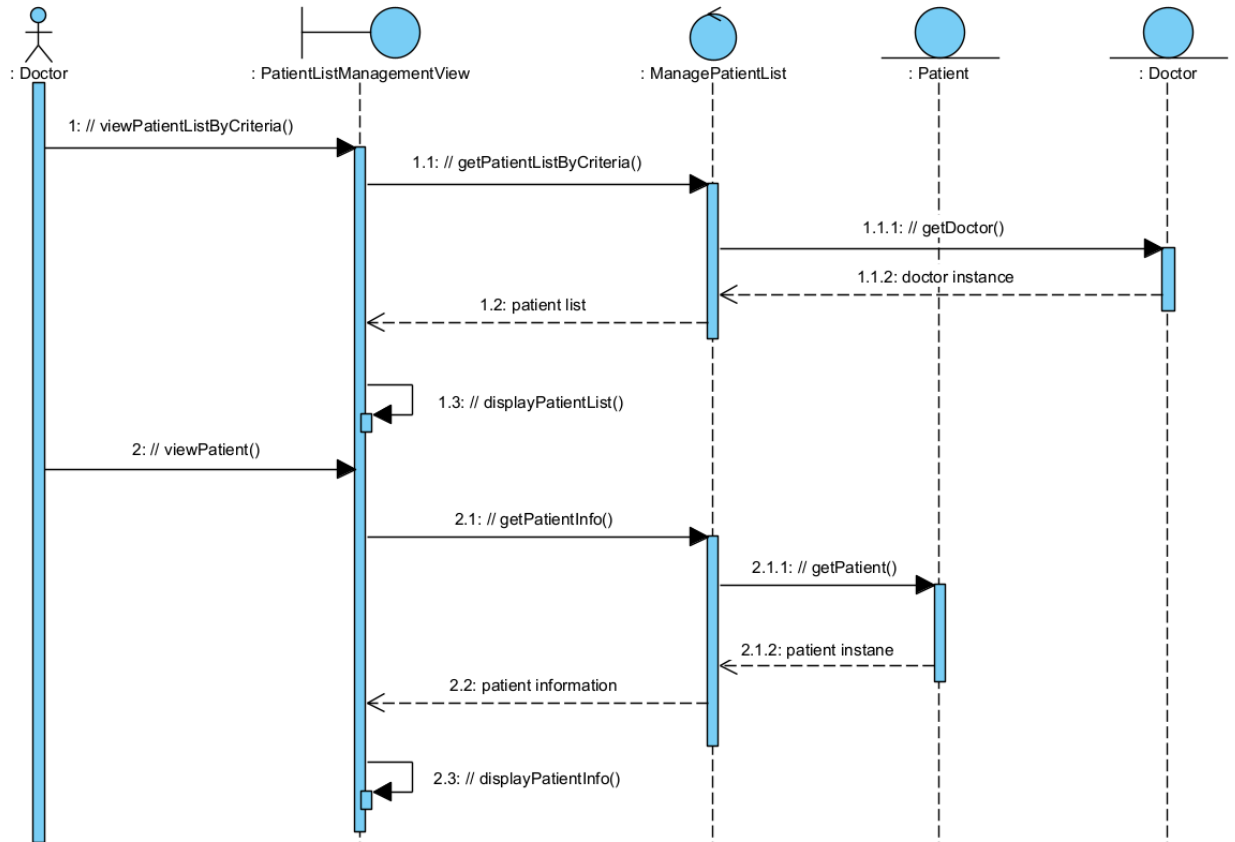 : Doctor
: PatientListManagementView
: ManagePatientList
: Patient
: Doctor
1: // viewPatientListByCriteria()
1.1: // getPatientListByCriteria()
1.1.1: // getDoctor()
1.1.2: doctor instance
1.2: patient list
1.3: // displayPatientList()
2: // viewPatient()
2.1: // getPatientInfo()
2.1.1: // getPatient()
2.1.2: patient instane
2.2: patient information
2.3: // displayPatientInfo()